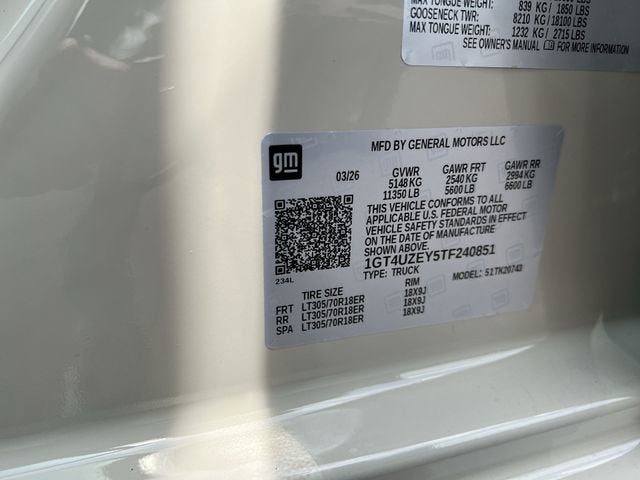 MAX TONGUE WEIGHT: 839 KG/ 1850 LBS
GOOSENECK TWR: 8210 KG/18100 LBS
MAX TONGUE WEIGHT: 1232 KG/ 2715 LBS
SEE OWNER'S MANUAL FOR MORE INFORMATION
gm
MFD BY GENERAL MOTORS LLC
03/26
GVWR GAWR FRT GAWR RR
5148 KG 2540 KG 2994 KG
11350 LB 5600 LB 6600 LB
THIS VEHICLE CONFORMS TO ALL
APPLICABLE U.S. FEDERAL MOTOR
VEHICLE SAFETY STANDARDS IN EFFECT
ON THE DATE OF MANUFACTURE
SHOWN ABOVE.
1GT4UZEY5TF240851
TYPE: TRUCK MODEL: 51TK20743
234L
TIRE SIZE RIM
FRT LT305/70R18ER 18X9J
RR LT305/70R18ER 18X9J
SPA LT305/70R18ER 18X9J